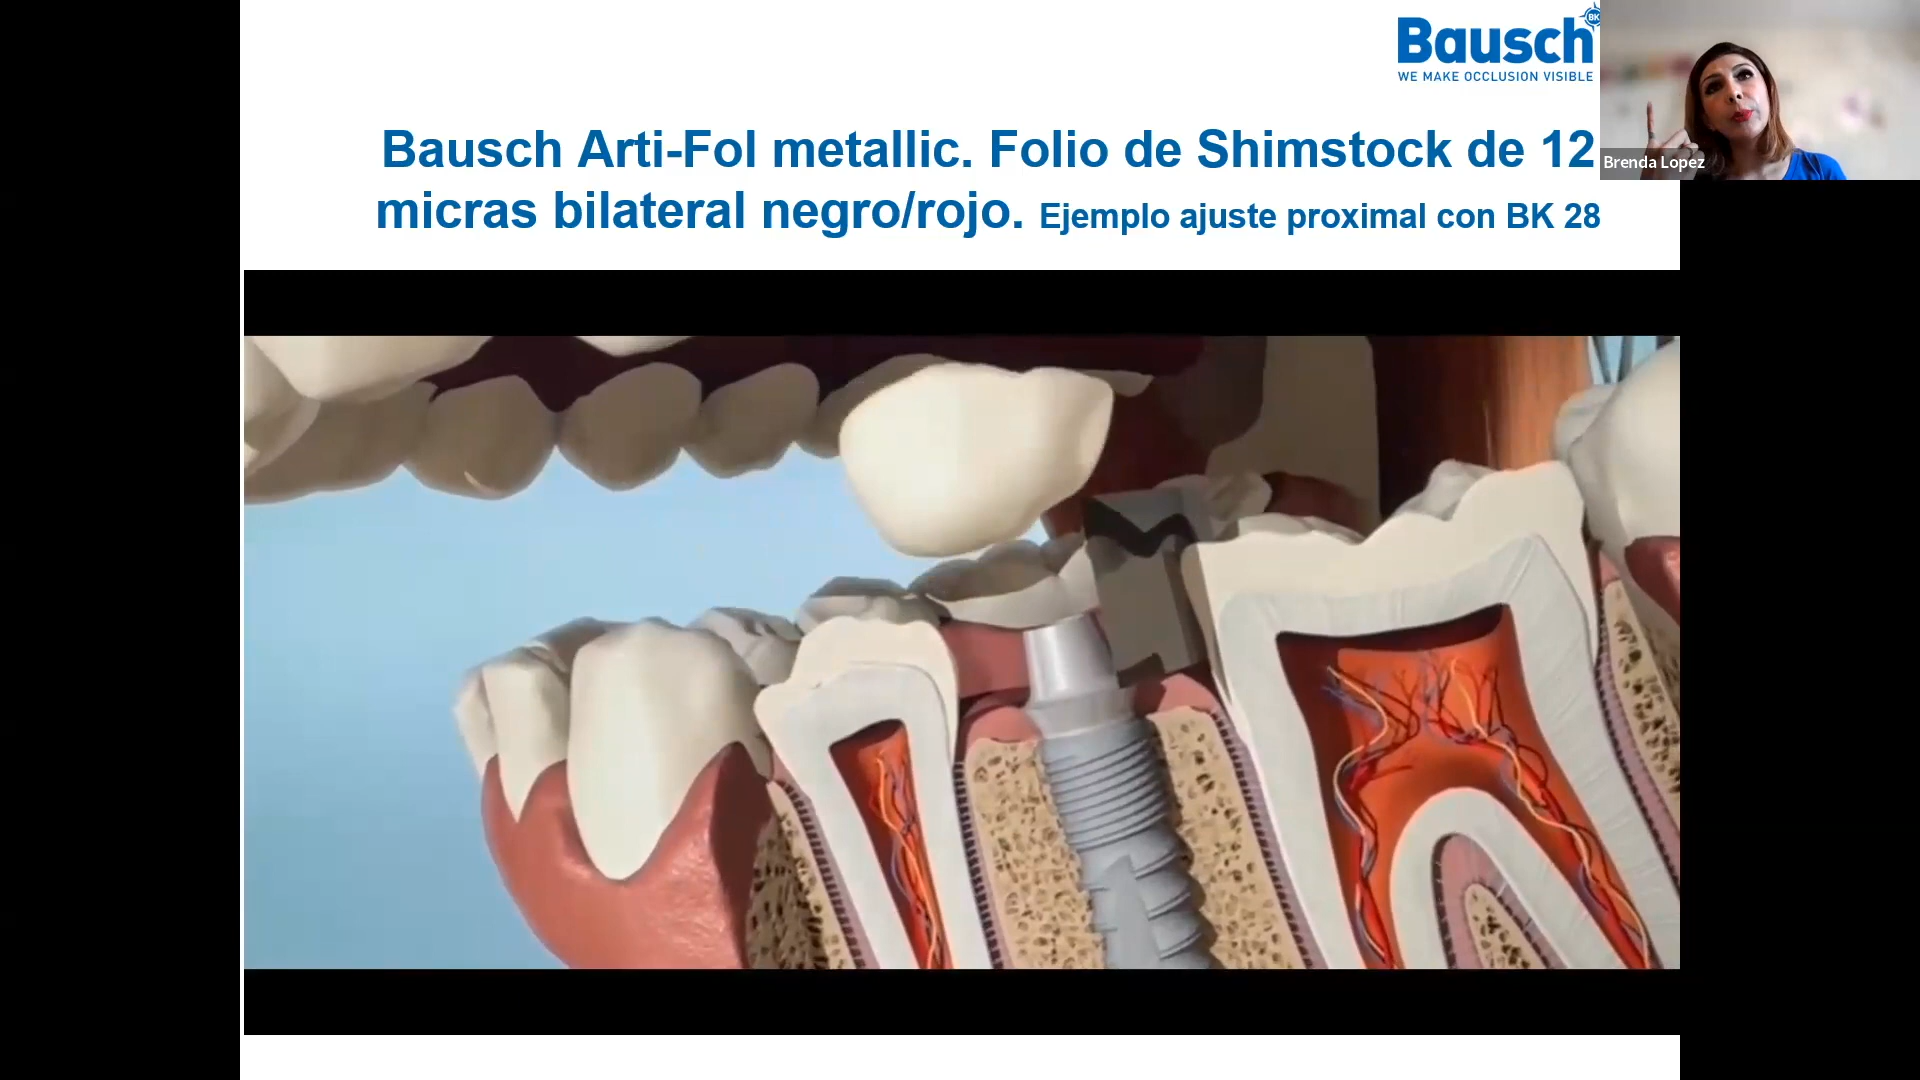 Bausch
BK
WE MAKE OCCLUSION VISIBLE
Bausch Arti-Fol metallic. Folio de Shimstock de 12
micras bilateral negro/rojo. Ejemplo ajuste proximal con BK 28
Brenda Lopez